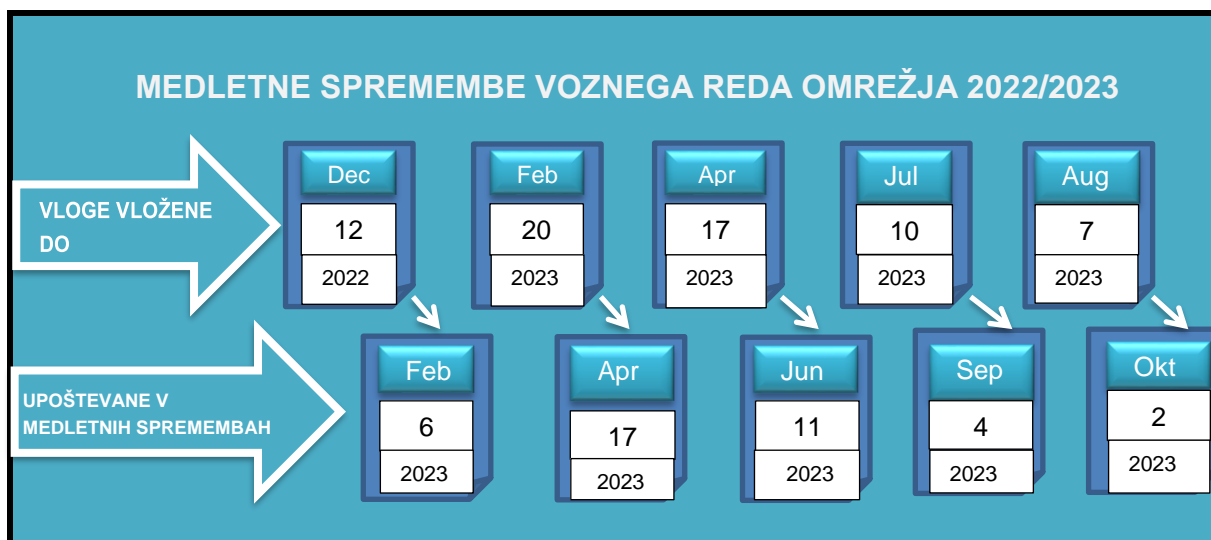 MEDLETNE SPREMEMBE VOZNEGA REDA OMREŽJA 2022/2023
VLOGE VLOŽENE
DO
Dec
12
2022
Feb
20
2023
Apr
17
2023
Jul
10
2023
Aug
7
2023
UPOŠTEVANE V
MEDLETNIH SPREMEMBAH
Feb
6
2023
Apr
17
2023
Jun
11
2023
Sep
4
2023
Okt
2
2023